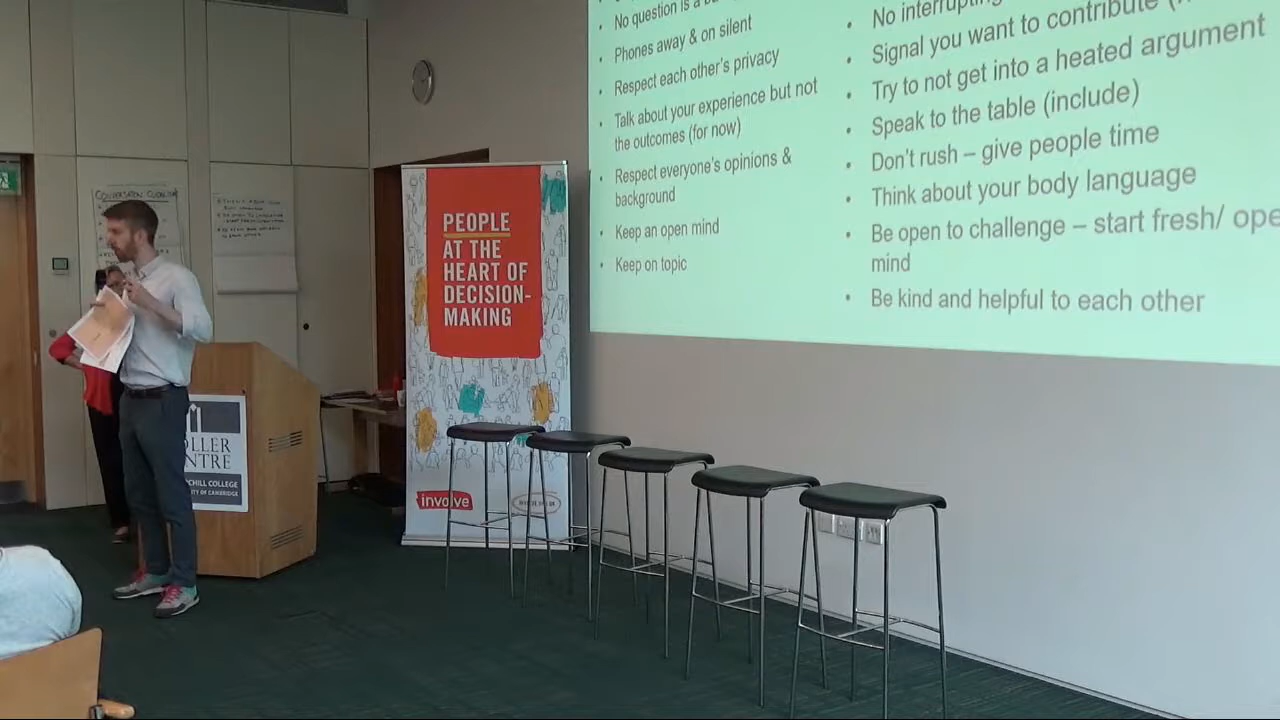 No question is a
Phones away & on silent
Respect each other's privacy
Talk about your experience but not
the outcomes (for now)
Respect everyone's opinions &
background
Keep an open mind
Keep on topic
No interrupting
Signal you want to contribute
Try to not get into a heated argument
Speak to the table (include)
Don't rush – give people time
Think about your body language
Be open to challenge – start fresh/ ope
mind
Be kind and helpful to each other
CONVERSATION GUIDELINES
PEOPLE
AT THE
HEART OF
DECISION-
MAKING
involve
OLLER
NTRE
CHILL COLLEGE
ITY OF CAMBRIDGE